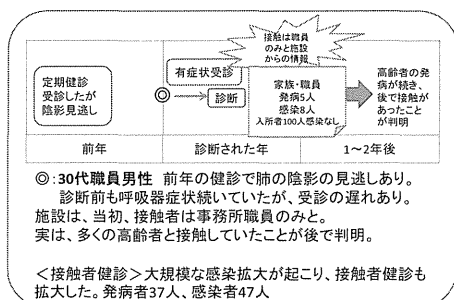 接触は職員
のみと施設
からの情報
定期健診
受診したが
陰影見逃し
有症状受診
◎
診断
家族・職員
発病5人
感染8人
入所者100人感染なし
高齢者の発
病が続き、
後で接触が
あったこと
が判明
前年
診断された年
1～2年後
◎:30代職員男性 前年の健診で肺の陰影の見逃しあり。
診断前も呼吸器症状続いていたが、受診の遅れあり。
施設は、当初、接触者は事務所職員のみと。
実は、多くの高齢者と接触していたことが後で判明。
＜接触者健診＞大規模な感染拡大が起こり、接触者健診も
拡大した。発病者37人、感染者47人